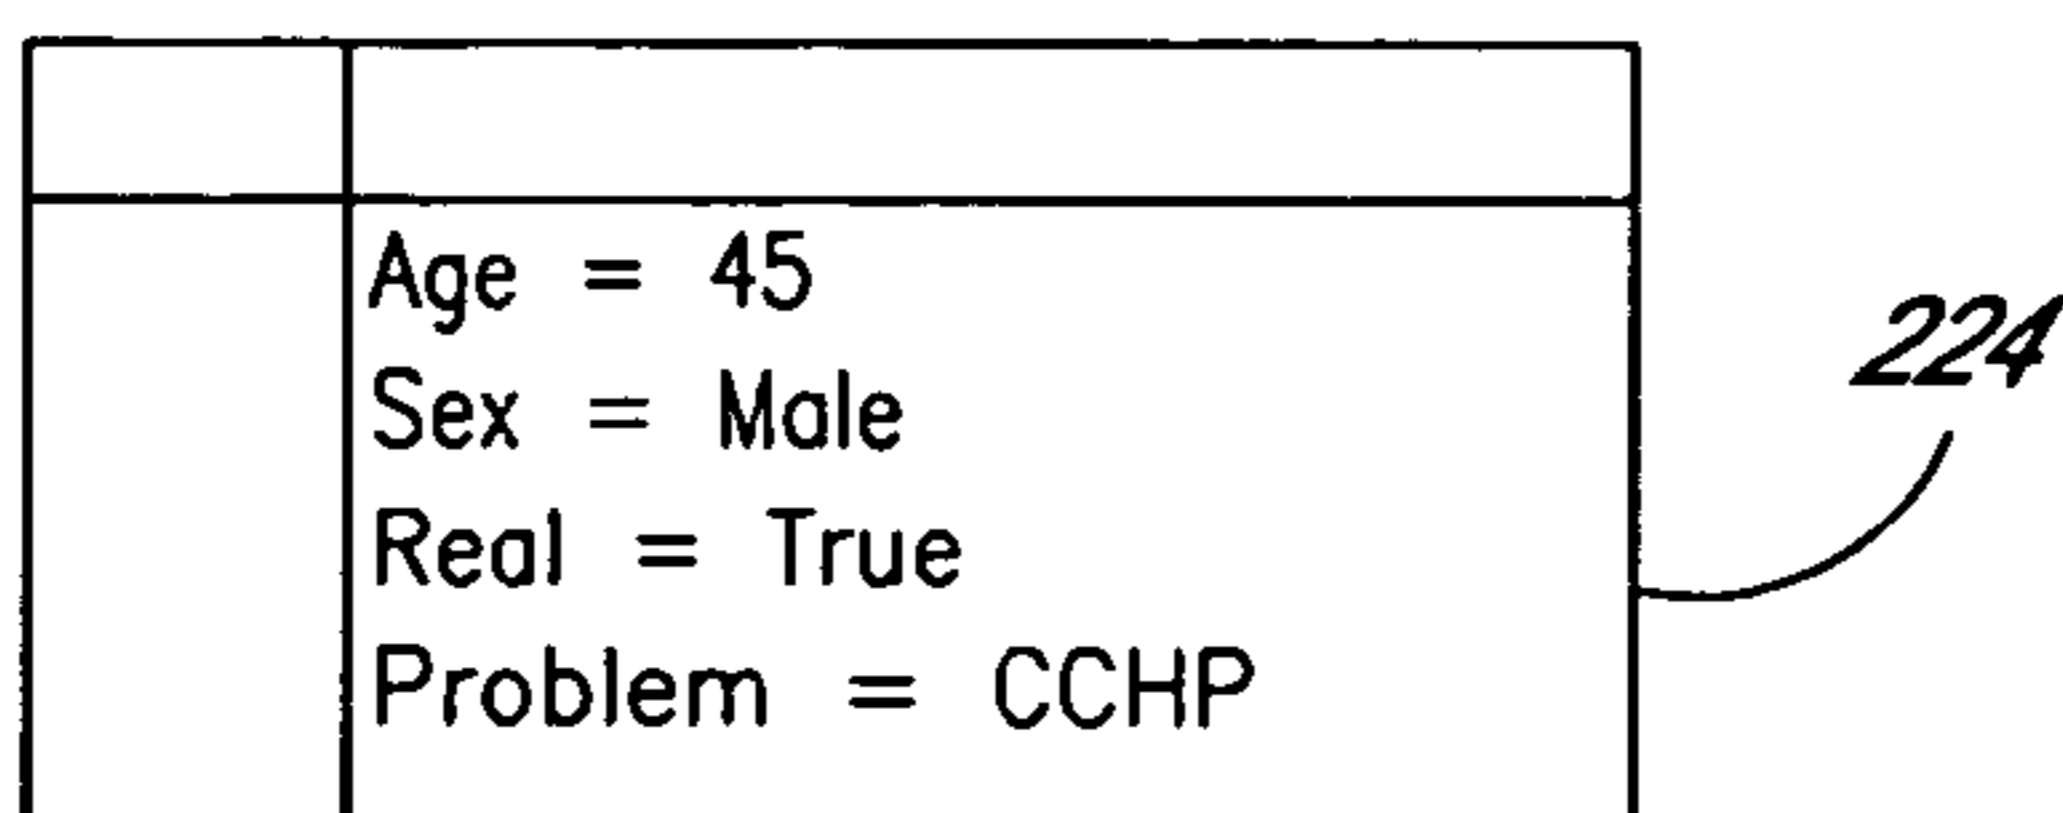 Age = 45
Sex = Male
Real = True
Problem = CCHP
224